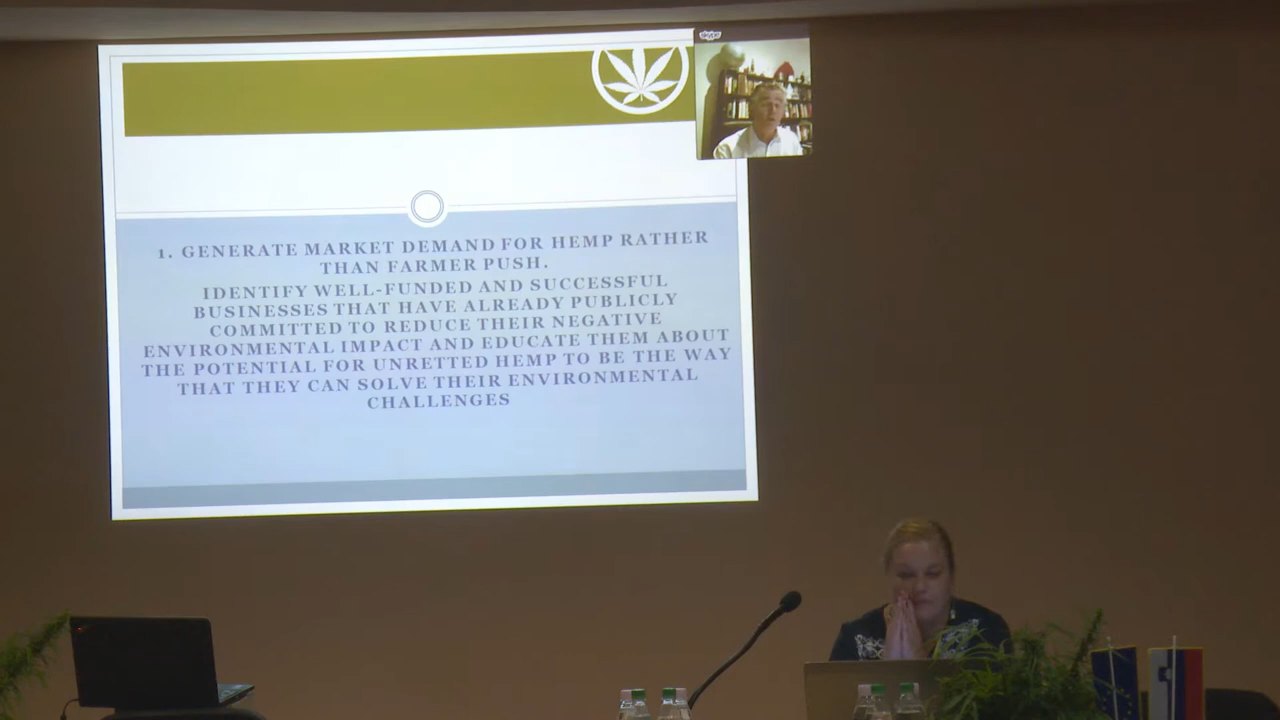 skype
1. GENERATE MARKET DEMAND FOR HEMP RATHER
THAN FARMER PUSH.
IDENTIFY WELL-FUNDED AND SUCCESSFUL
BUSINESSES THAT HAVE ALREADY PUBLICLY
COMMITTED TO REDUCE THEIR NEGATIVE
ENVIRONMENTAL IMPACT AND EDUCATE THEM ABOUT
THE POTENTIAL FOR UNRETTED HEMP TO BE THE WAY
THAT THEY CAN SOLVE THEIR ENVIRONMENTAL
CHALLENGES